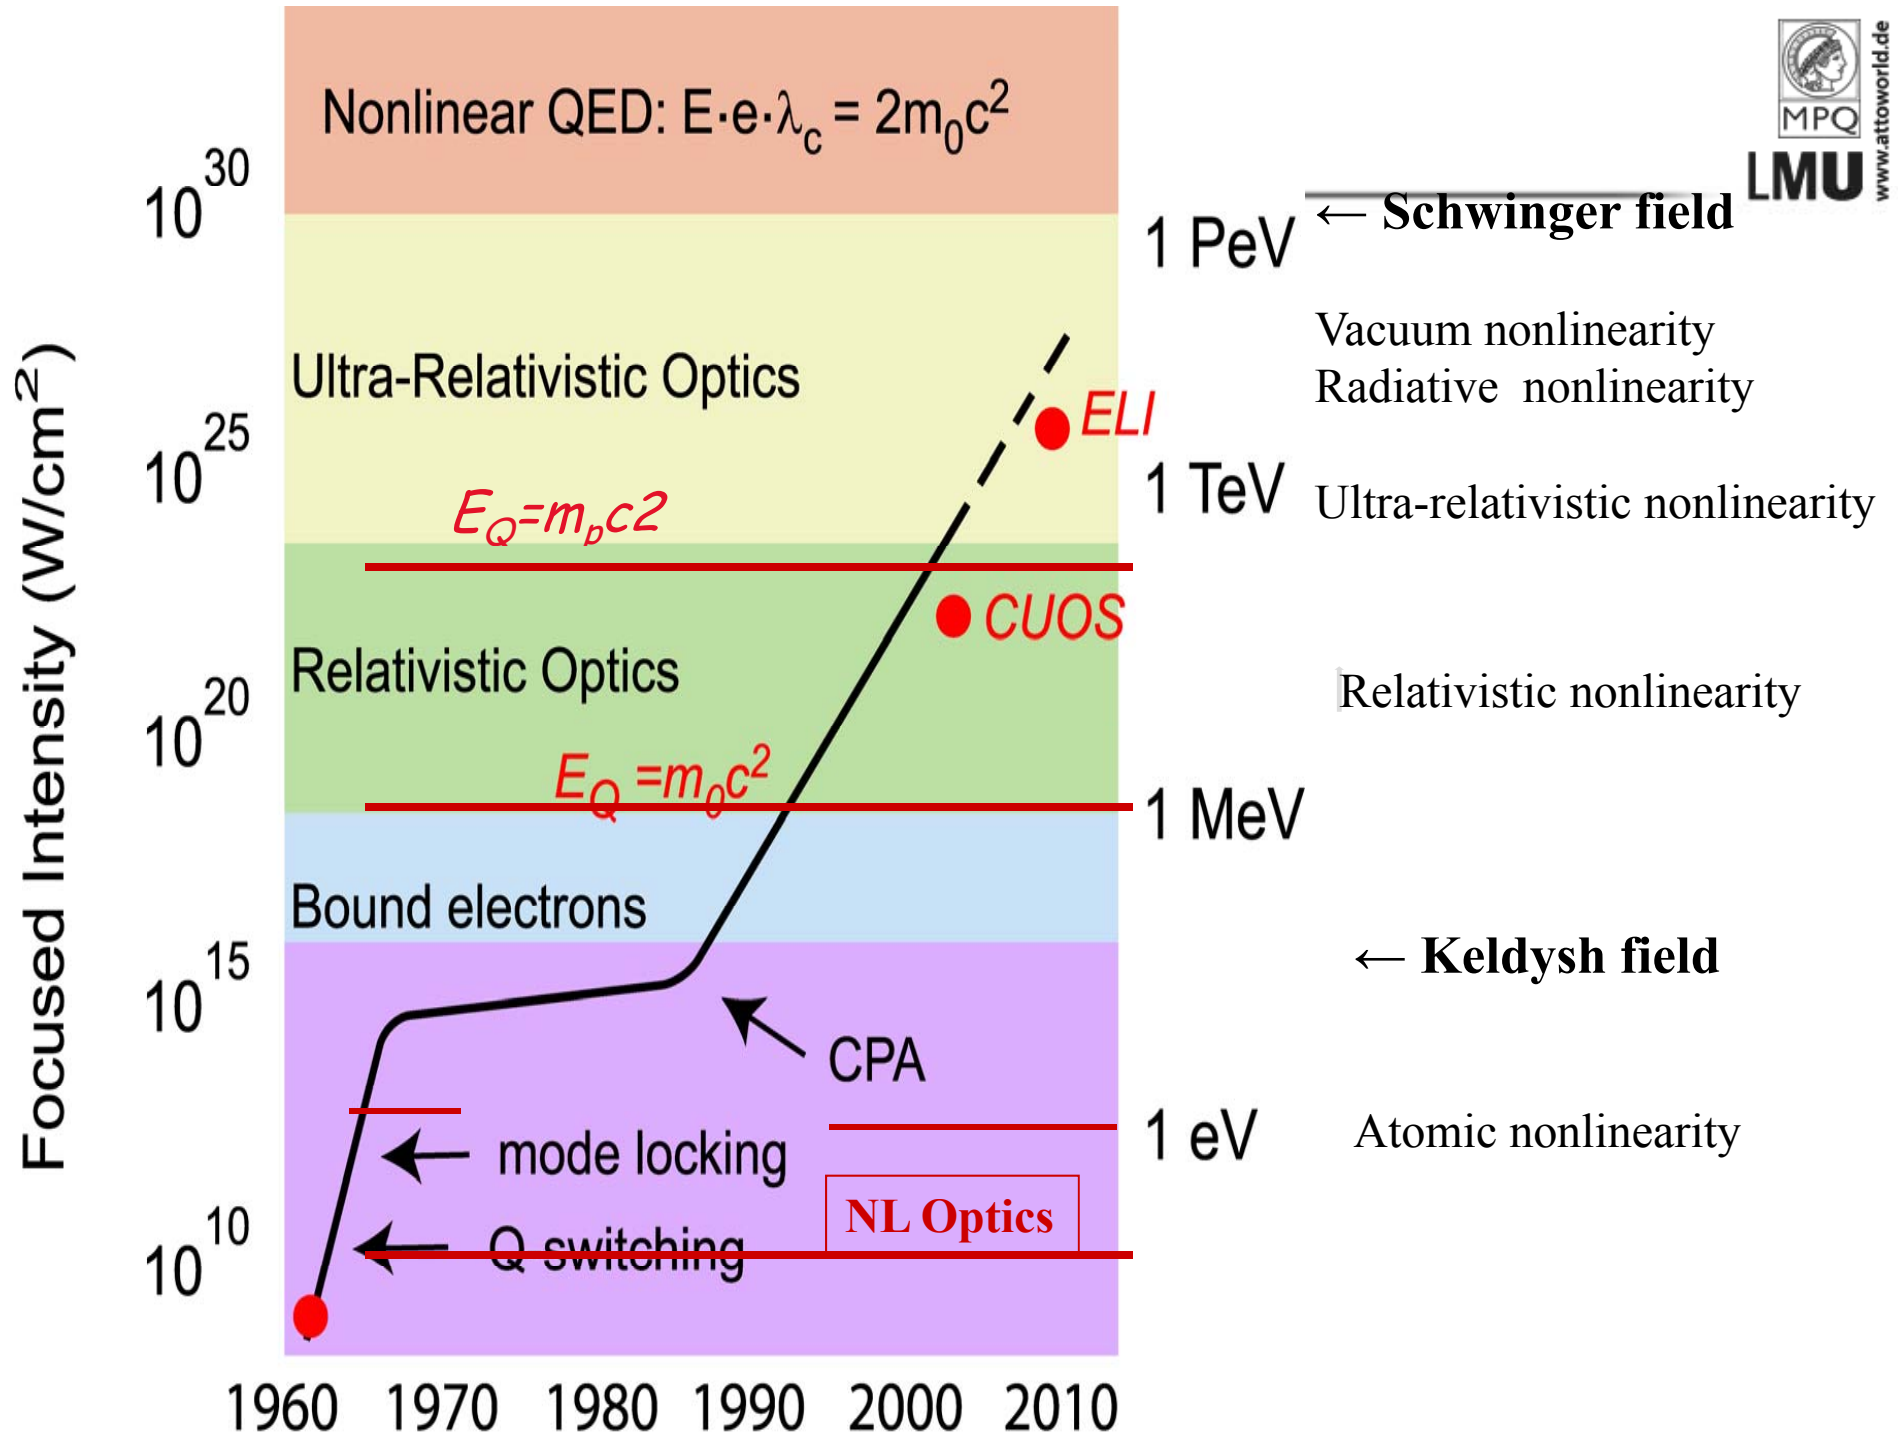 Nonlinear QED: E·e·λc = 2m0c²
MPQ
LMU
www.attoworld.de
10^30
1 PeV
← Schwinger field
Vacuum nonlinearity
Radiative nonlinearity
Ultra-Relativistic Optics
ELI
10^25
1 TeV
Ultra-relativistic nonlinearity
EQ=mpc2
CUOS
Relativistic Optics
Relativistic nonlinearity
10^20
EQ =m0c²
1 MeV
Bound electrons
← Keldysh field
10^15
CPA
1 eV
Atomic nonlinearity
mode locking
NL Optics
10^10
Q switching
Focused Intensity (W/cm²)
1960 1970 1980 1990 2000 2010